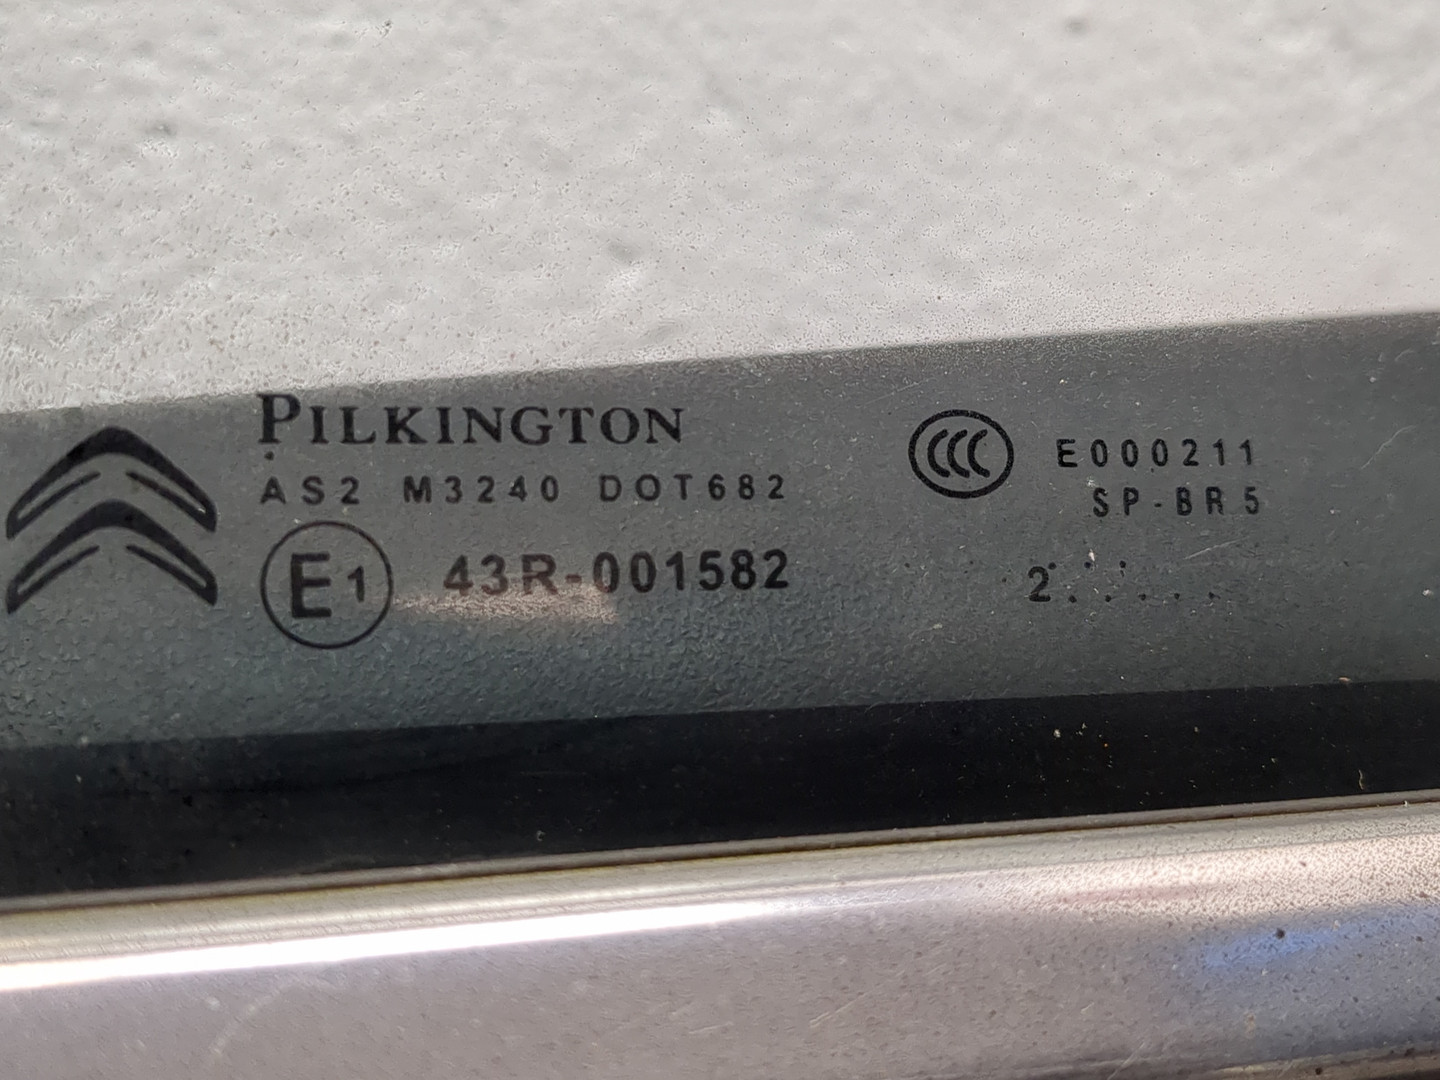 PILKINGTON
AS2 M3240 DOT682
E1 43R-001582
CCC E000211
SP-BR5
2.:.:....